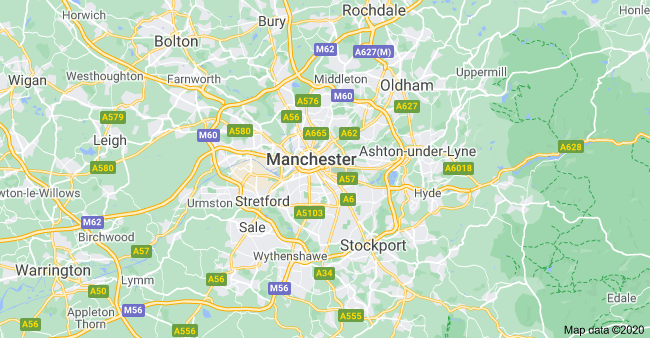 Horwich
Bury
Rochdale
Honle
Bolton
M62
A627(M)
Wigan
Westhoughton
Farnworth
Middleton
Oldham
Uppermill
M60
A576
A627
A579
A56
Leigh
M60
A580
A665
A62
A628
Manchester
Ashton-under-Lyne
A580
A6018
A57
wton-le-Willows
Urmston
Stretford
A6
Hyde
A5103
M62
Sale
Birchwood
A57
Stockport
Wythenshawe
Warrington
Lymm
A56
A34
A50
M56
Edale
Appleton
Thorn
M56
A555
A56
A556
Map data ©2020